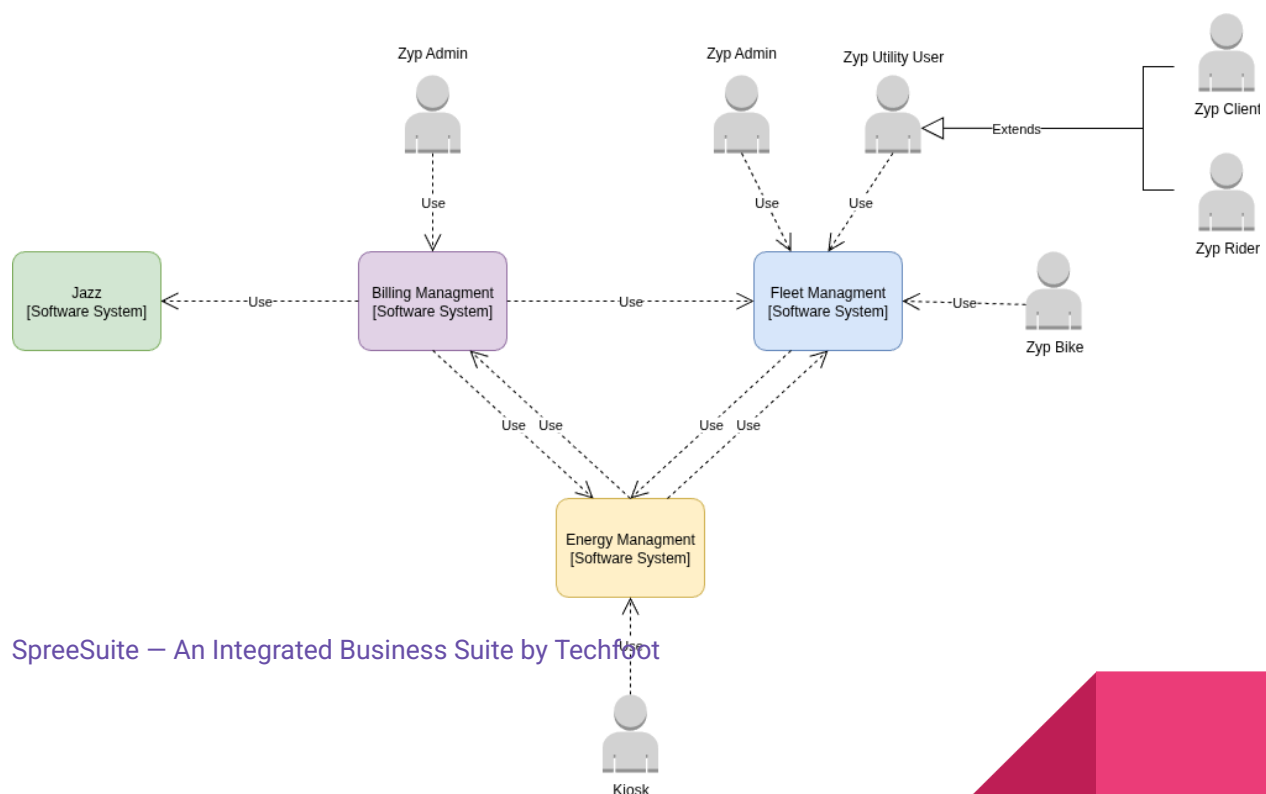 Zyp Admin
Zyp Admin
Zyp Utility User
Zyp Client
Extends
Zyp Rider
Use
Use
Use
Jazz
[Software System]
Use
Billing Managment
[Software System]
Use
Fleet Managment
[Software System]
Use
Zyp Bike
Use
Use
Use
Use
Energy Managment
[Software System]
Use
SpreeSuite — An Integrated Business Suite by Techfoot
Kiosk